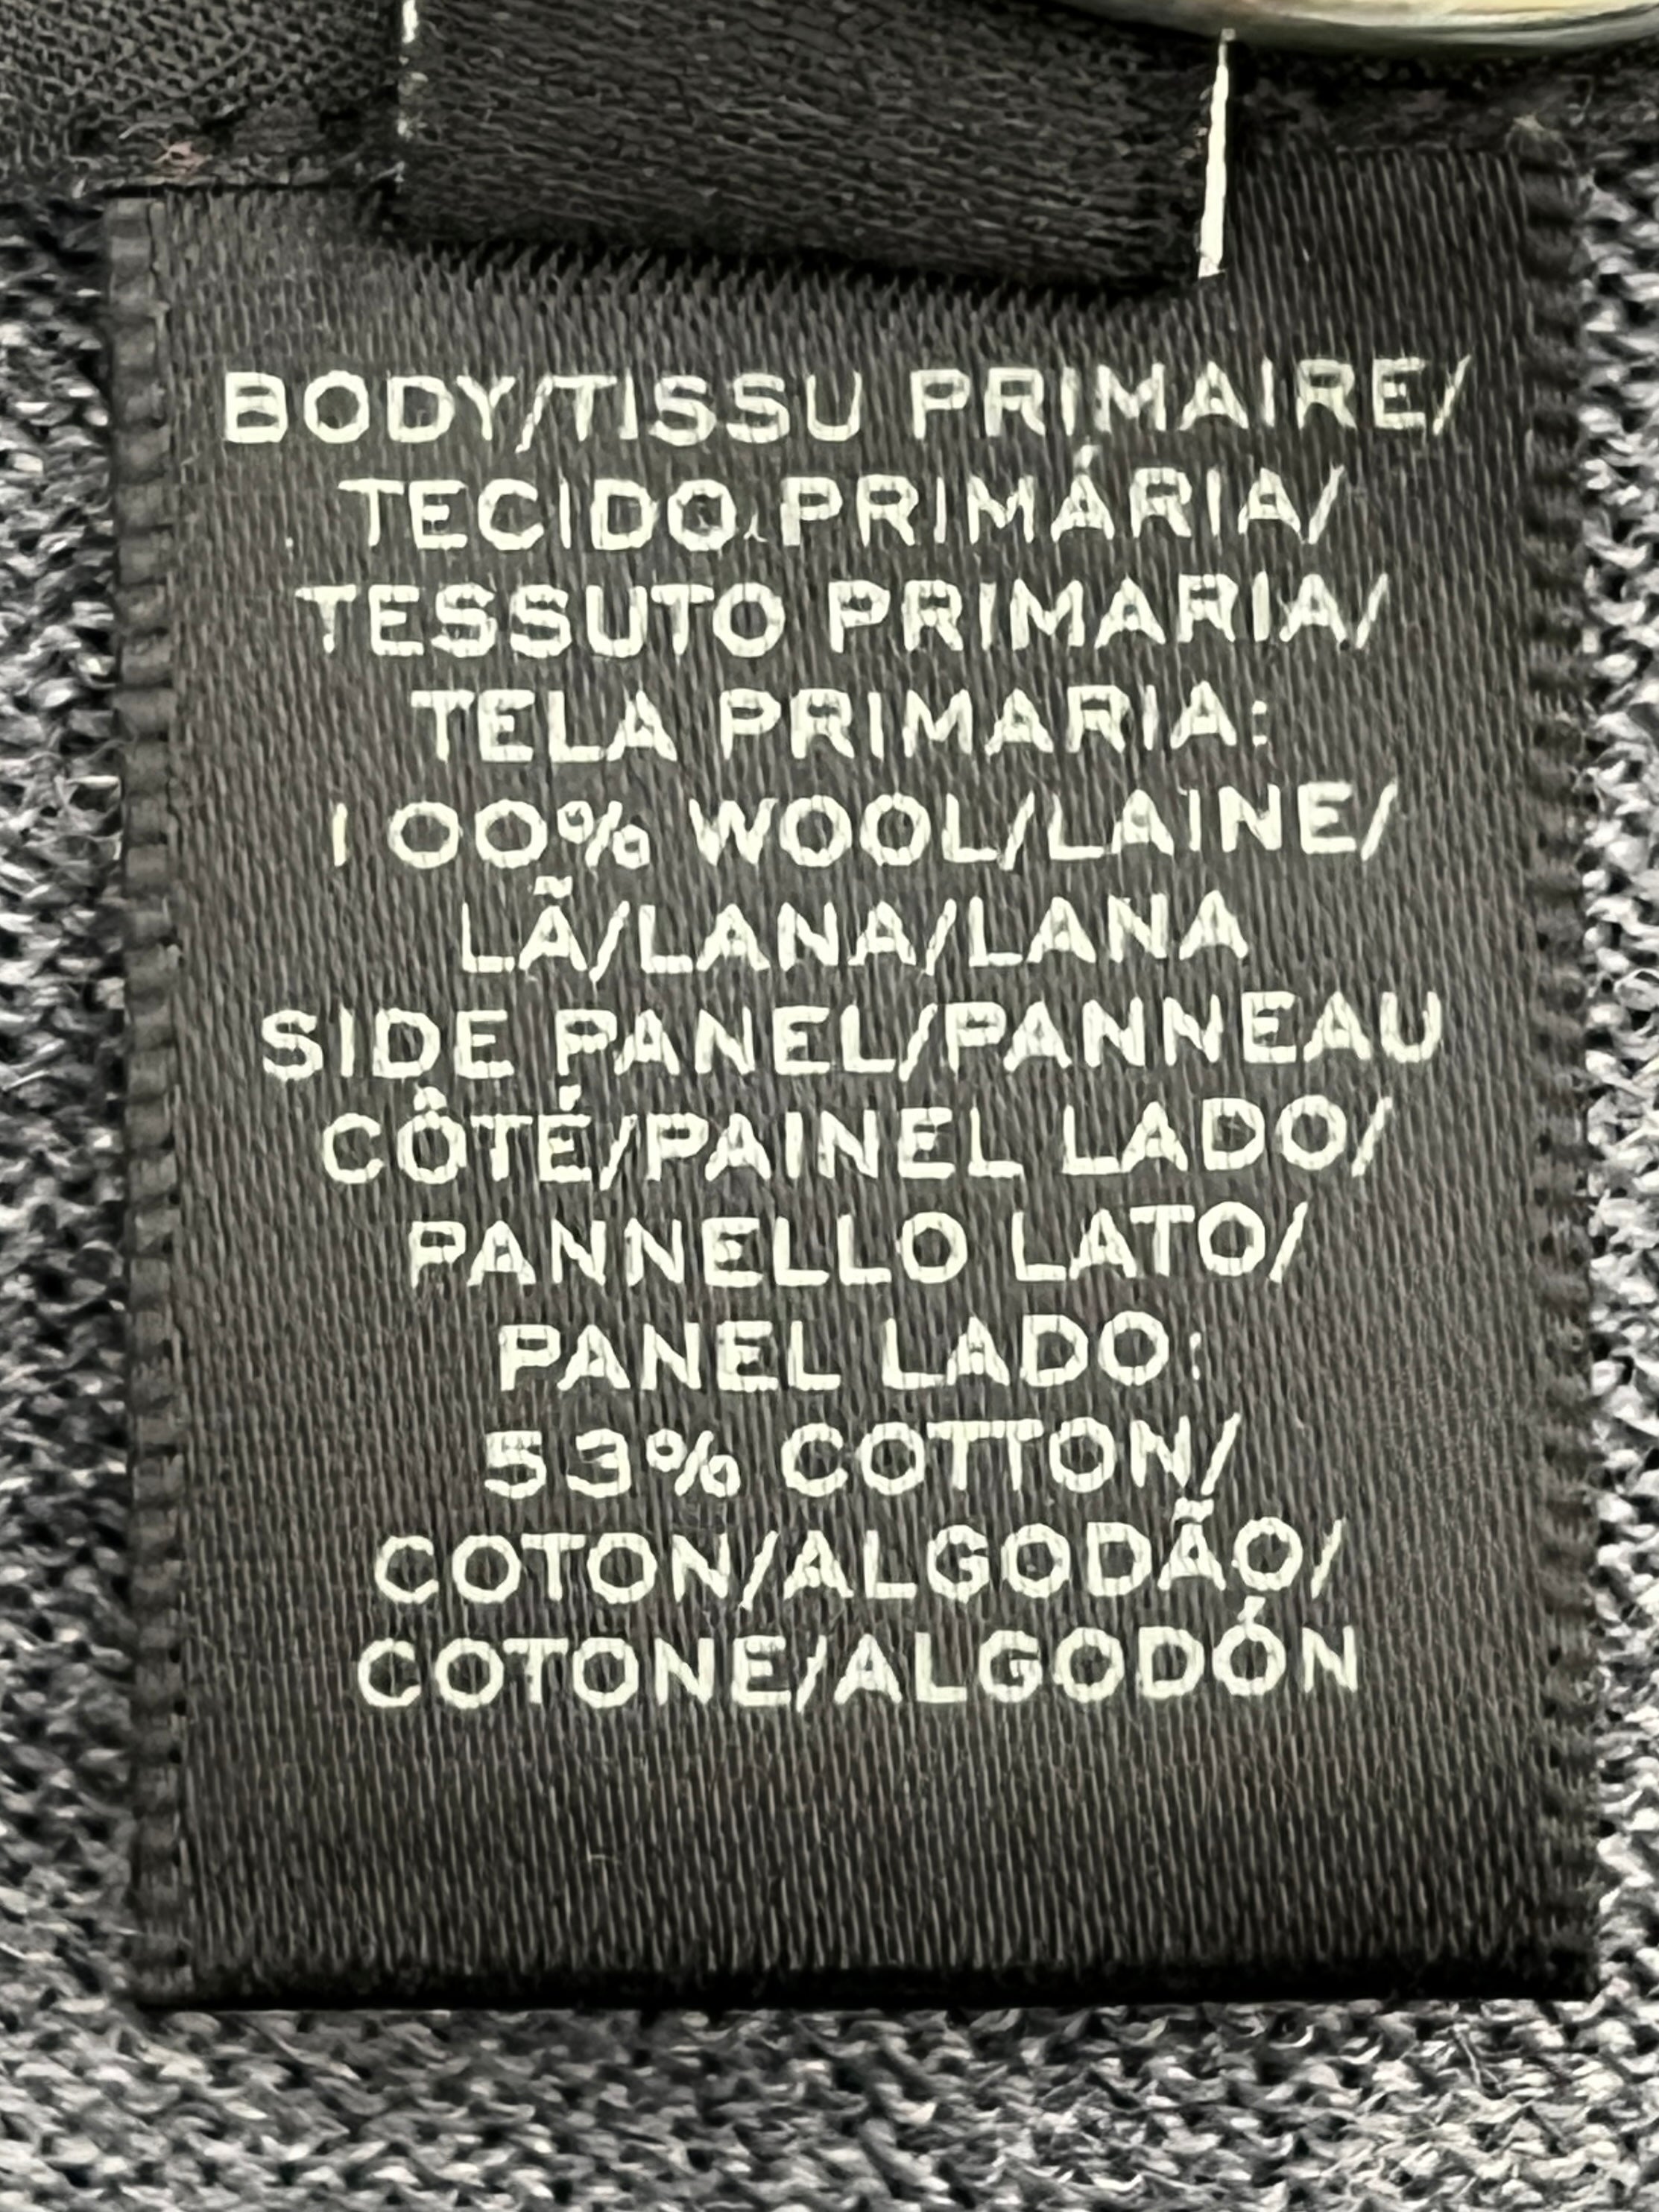 BODY/TISSU PRIMAIRE/
TECIDO PRIMÁRIA/
TESSUTO PRIMARIA/
TELA PRIMARIA:
100% WOOL/LAINE/
LÃ/LANA/LANA
SIDE PANEL/PANNEAU
CÔTÉ/PAINEL LADO/
PANNELLO LATO/
PANEL LADO:
53% COTTON/
COTON/ALGODÃO/
COTONE/ALGODÓN